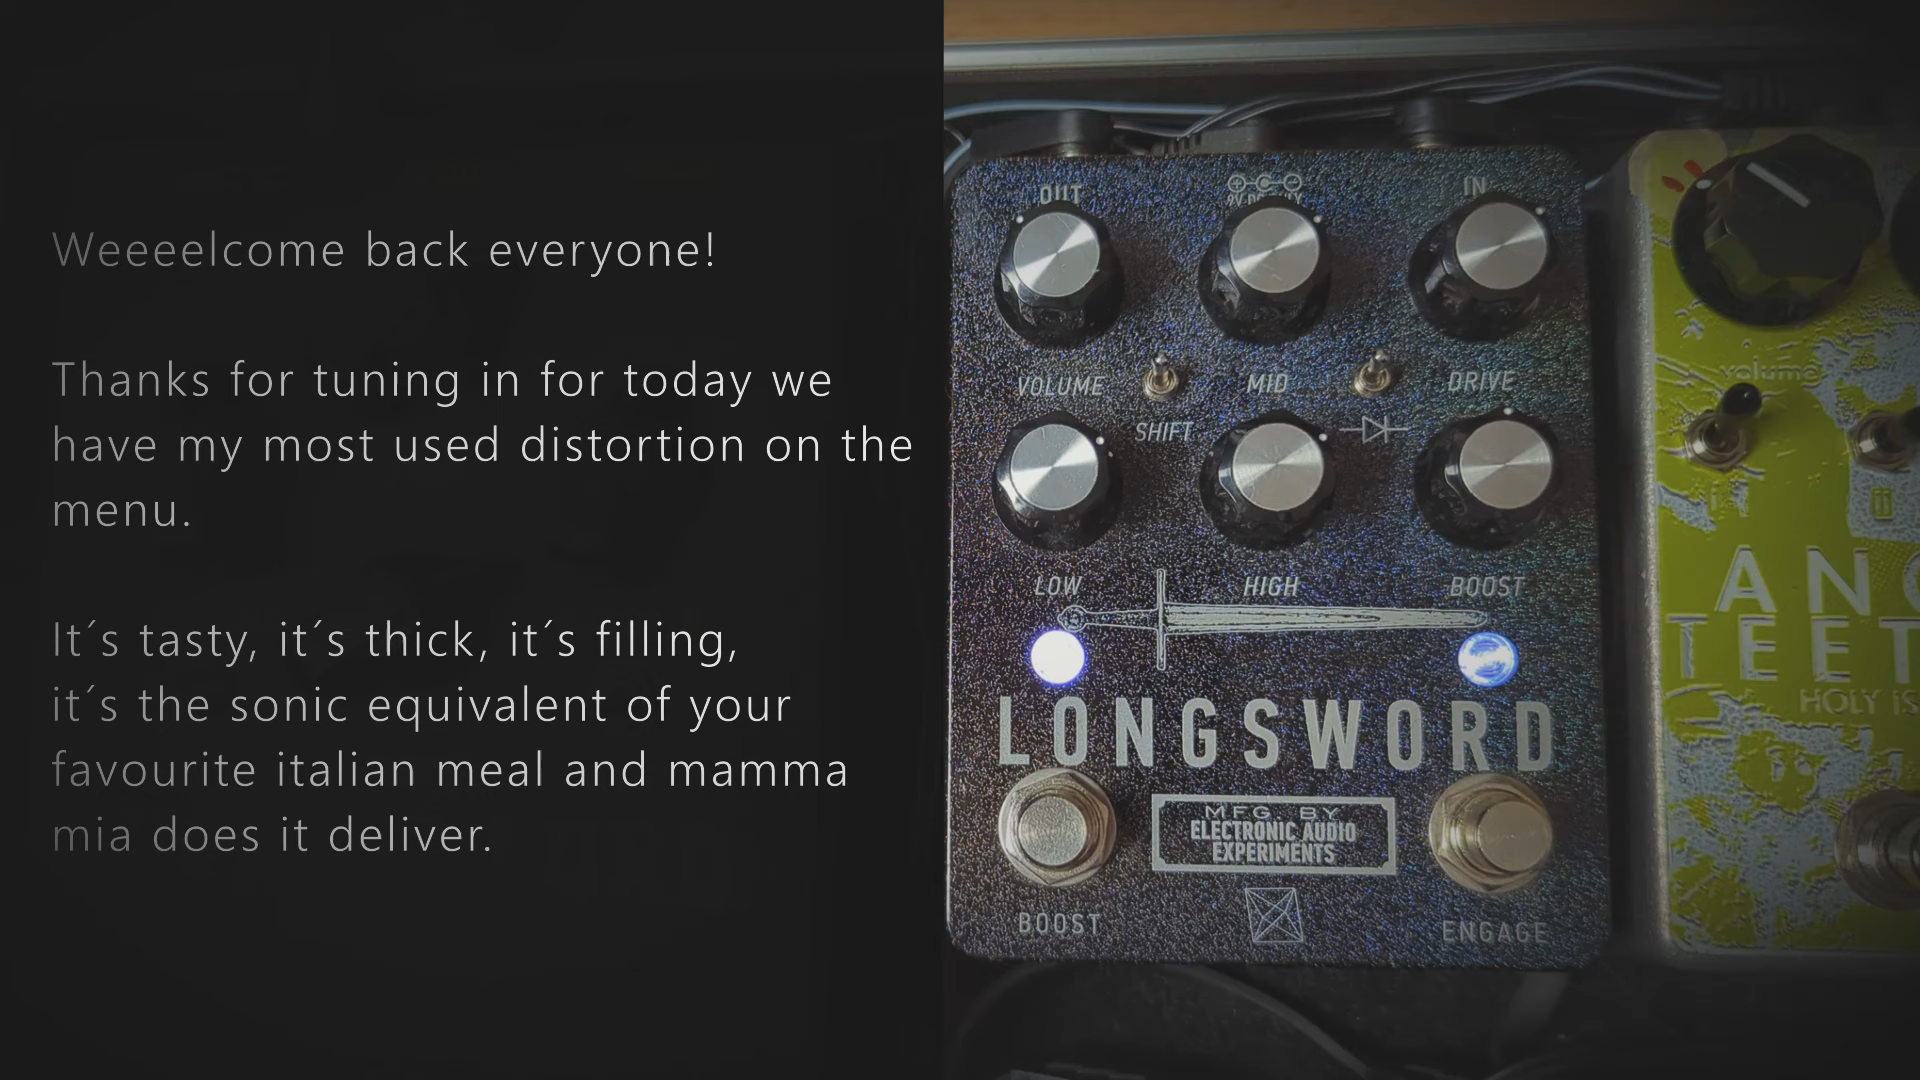 Weeeelcome back everyone!
Thanks for tuning in for today we
have my most used distortion on the
menu.
It´s tasty, it´s thick, it´s filling,
it´s the sonic equivalent of your
favourite italian meal and mamma
mia does it deliver.
OUT
IN
VOLUME
MID
DRIVE
SHIFT
LOW
HIGH
BOOST
LONGSWORD
MFG BY
ELECTRONIC AUDIO
EXPERIMENTS
BOOST
ENGAGE
volume
ANG
TEET
HOLY IS